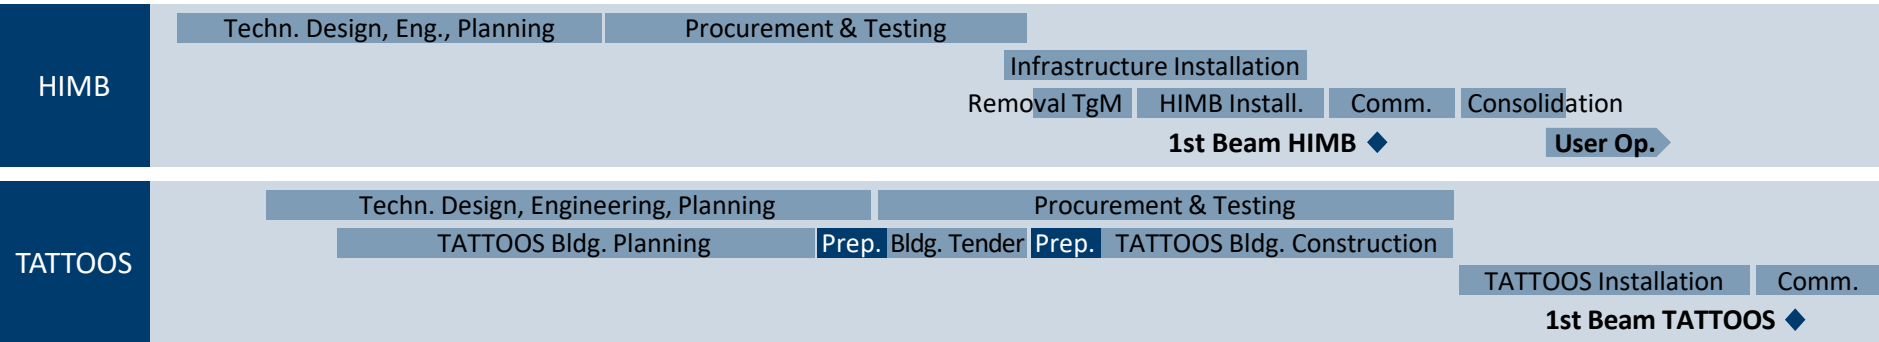 HIMB
Techn. Design, Eng., Planning Procurement & Testing
Infrastructure Installation
Removal TgM HIMB Install. Comm. Consolidation
1st Beam HIMB User Op.
TATTOOS
Techn. Design, Engineering, Planning Procurement & Testing
TATTOOS Bldg. Planning Prep. Bldg. Tender Prep. TATTOOS Bldg. Construction
TATTOOS Installation Comm.
1st Beam TATTOOS